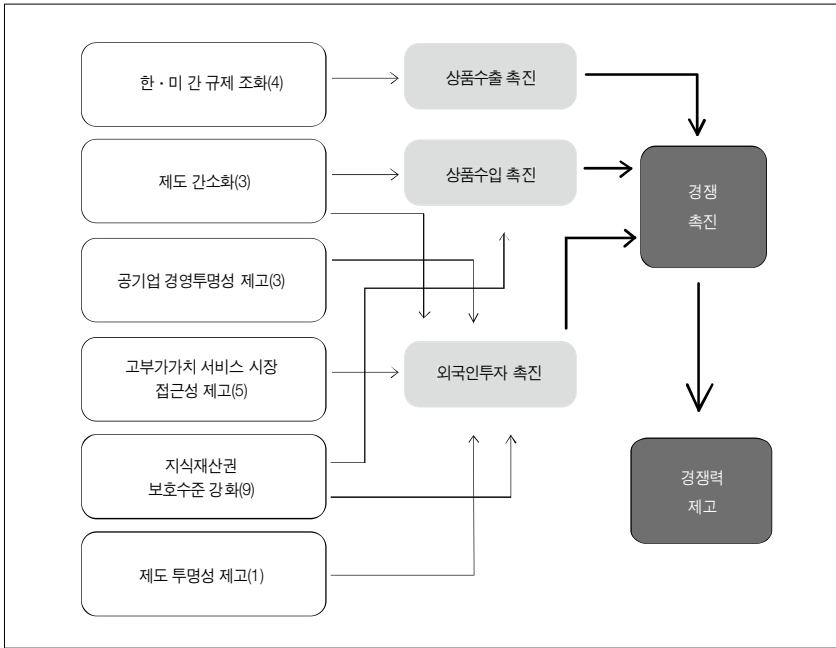 한·미 간 규제 조화(4)
상품수출 촉진
제도 간소화(3)
상품수입 촉진
경쟁
촉진
공기업 경영투명성 제고(3)
고부가가치 서비스 시장
접근성 제고(5)
외국인투자 촉진
지식재산권
보호수준 강화(9)
경쟁력
제고
제도 투명성 제고(1)